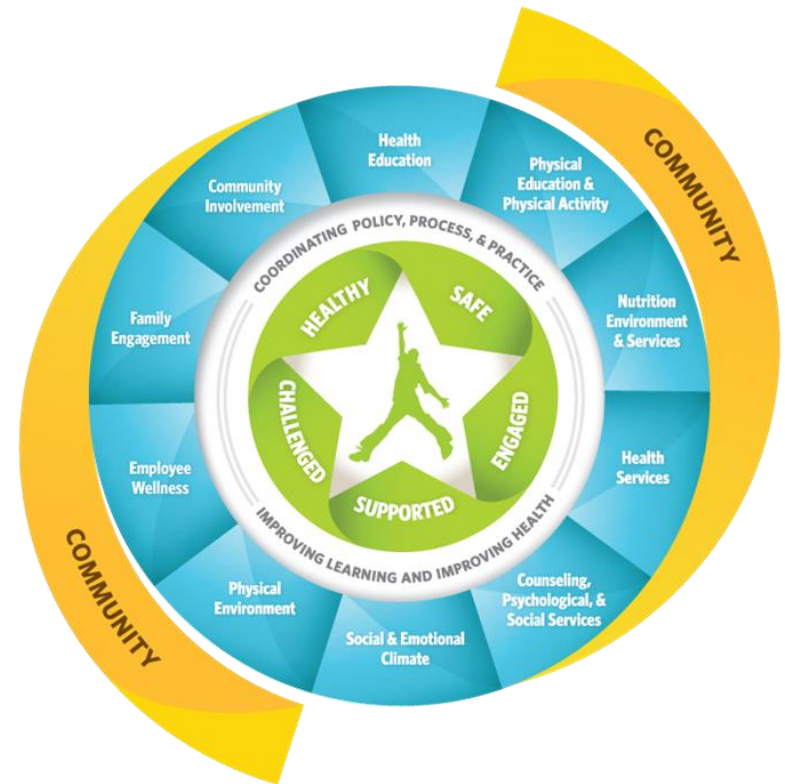 COMMUNITY
Health
Education
Physical
Education &
Physical Activity
Nutrition
Environment
& Services
Health
Services
Counseling,
Psychological, &
Social Services
Social & Emotional
Climate
Physical
Environment
Employee
Wellness
Family
Engagement
Community
Involvement
COORDINATING POLICY, PROCESS, & PRACTICE
IMPROVING LEARNING AND IMPROVING HEALTH
HEALTHY
SAFE
ENGAGED
SUPPORTED
CHALLENGED
COMMUNITY